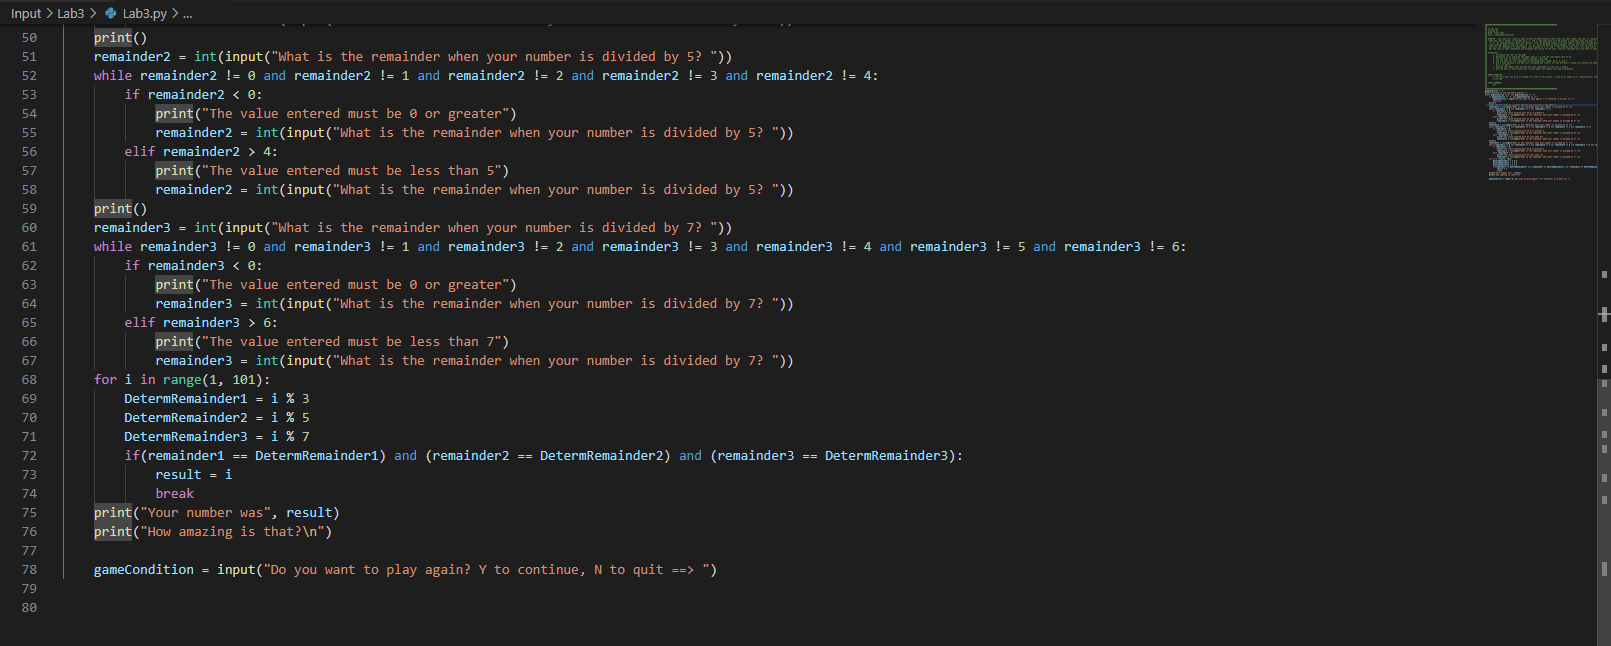 Input > Lab3 > Lab3.py > ...
50 print()
51 remainder2 = int(input("What is the remainder when your number is divided by 5? "))
52 while remainder2 != 0 and remainder2 != 1 and remainder2 != 2 and remainder2 != 3 and remainder2 != 4:
53 if remainder2 < 0:
54 print("The value entered must be 0 or greater")
55 remainder2 = int(input("What is the remainder when your number is divided by 5? "))
56 elif remainder2 > 4:
57 print("The value entered must be less than 5")
58 remainder2 = int(input("What is the remainder when your number is divided by 5? "))
59 print()
60 remainder3 = int(input("What is the remainder when your number is divided by 7? "))
61 while remainder3 != 0 and remainder3 != 1 and remainder3 != 2 and remainder3 != 3 and remainder3 != 4 and remainder3 != 5 and remainder3 != 6:
62 if remainder3 < 0:
63 print("The value entered must be 0 or greater")
64 remainder3 = int(input("What is the remainder when your number is divided by 7? "))
65 elif remainder3 > 6:
66 print("The value entered must be less than 7")
67 remainder3 = int(input("What is the remainder when your number is divided by 7? "))
68 for i in range(1, 101):
69 DetermRemainder1 = i % 3
70 DetermRemainder2 = i % 5
71 DetermRemainder3 = i % 7
72 if(remainder1 == DetermRemainder1) and (remainder2 == DetermRemainder2) and (remainder3 == DetermRemainder3):
73 result = i
74 break
75 print("Your number was", result)
76 print("How amazing is that?\n")
77
78 gameCondition = input("Do you want to play again? Y to continue, N to quit ==> ")
79
80